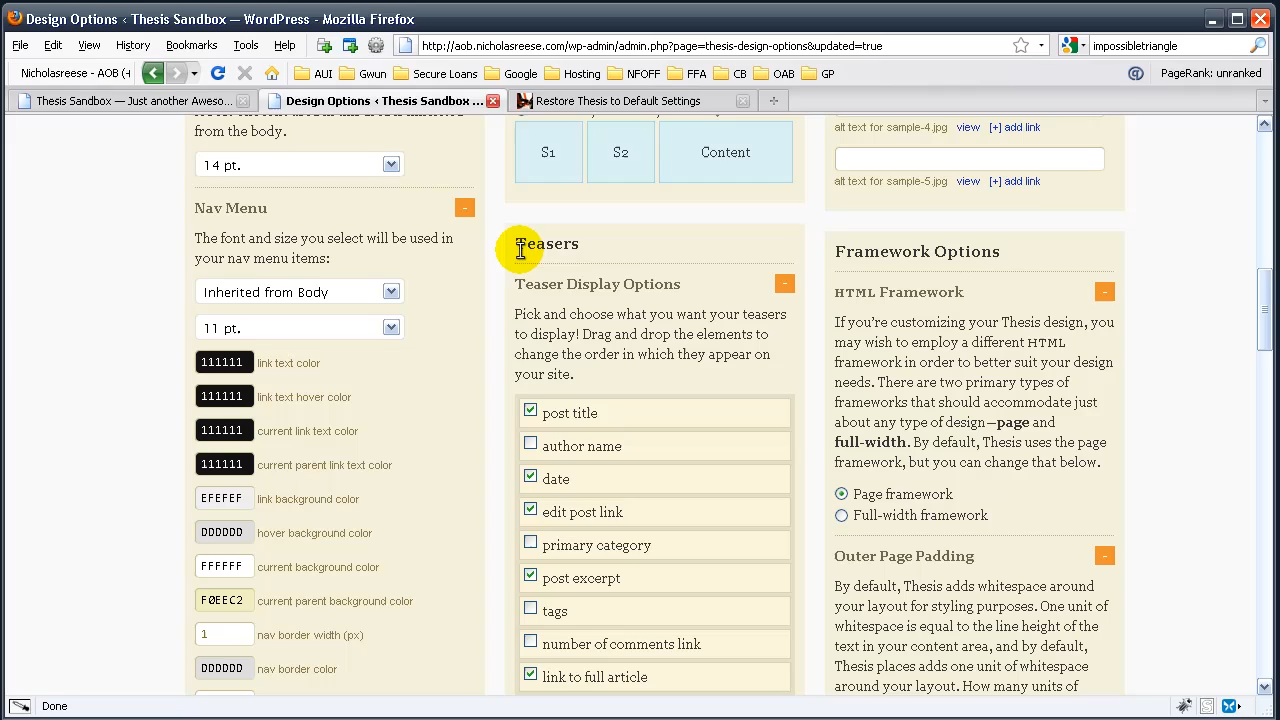 Design Options ‹ Thesis Sandbox — WordPress - Mozilla Firefox
File Edit View History Bookmarks Tools Help
http://aob.nicholasreese.com/wp-admin/admin.php?page=thesis-design-options&updated=true
impossibletriangle
Nicholasreese - AOB (+
AUI Gwun Secure Loans Google Hosting NFOFF FFA CB OAB GP
PageRank: unranked
Thesis Sandbox — Just another Aweso...
Design Options ‹ Thesis Sandbox ...
Restore Thesis to Default Settings
from the body.
14 pt.
Nav Menu
-
The font and size you select will be used in
your nav menu items:
Inherited from Body
11 pt.
111111 link text color
111111 link text hover color
111111 current link text color
111111 current parent link text color
EFEFEF link background color
DDDDDD hover background color
FFFFFF current background color
F0EEC2 current parent background color
1 nav border width (px)
DDDDDD nav border color
S1 S2 Content
Teasers
Teaser Display Options
-
Pick and choose what you want your teasers
to display! Drag and drop the elements to
change the order in which they appear on
your site.
post title
author name
date
edit post link
primary category
post excerpt
tags
number of comments link
link to full article
alt text for sample-4.jpg view [+] add link
alt text for sample-5.jpg view [+] add link
Framework Options
HTML Framework
-
If you're customizing your Thesis design, you
may wish to employ a different HTML
framework in order to better suit your design
needs. There are two primary types of
frameworks that should accommodate just
about any type of design—page and
full-width. By default, Thesis uses the page
framework, but you can change that below.
Page framework
Full-width framework
Outer Page Padding
-
By default, Thesis adds whitespace around
your layout for styling purposes. One unit of
whitespace is equal to the line height of the
text in your content area, and by default,
Thesis places adds one unit of whitespace
around your layout. How many units of
Done